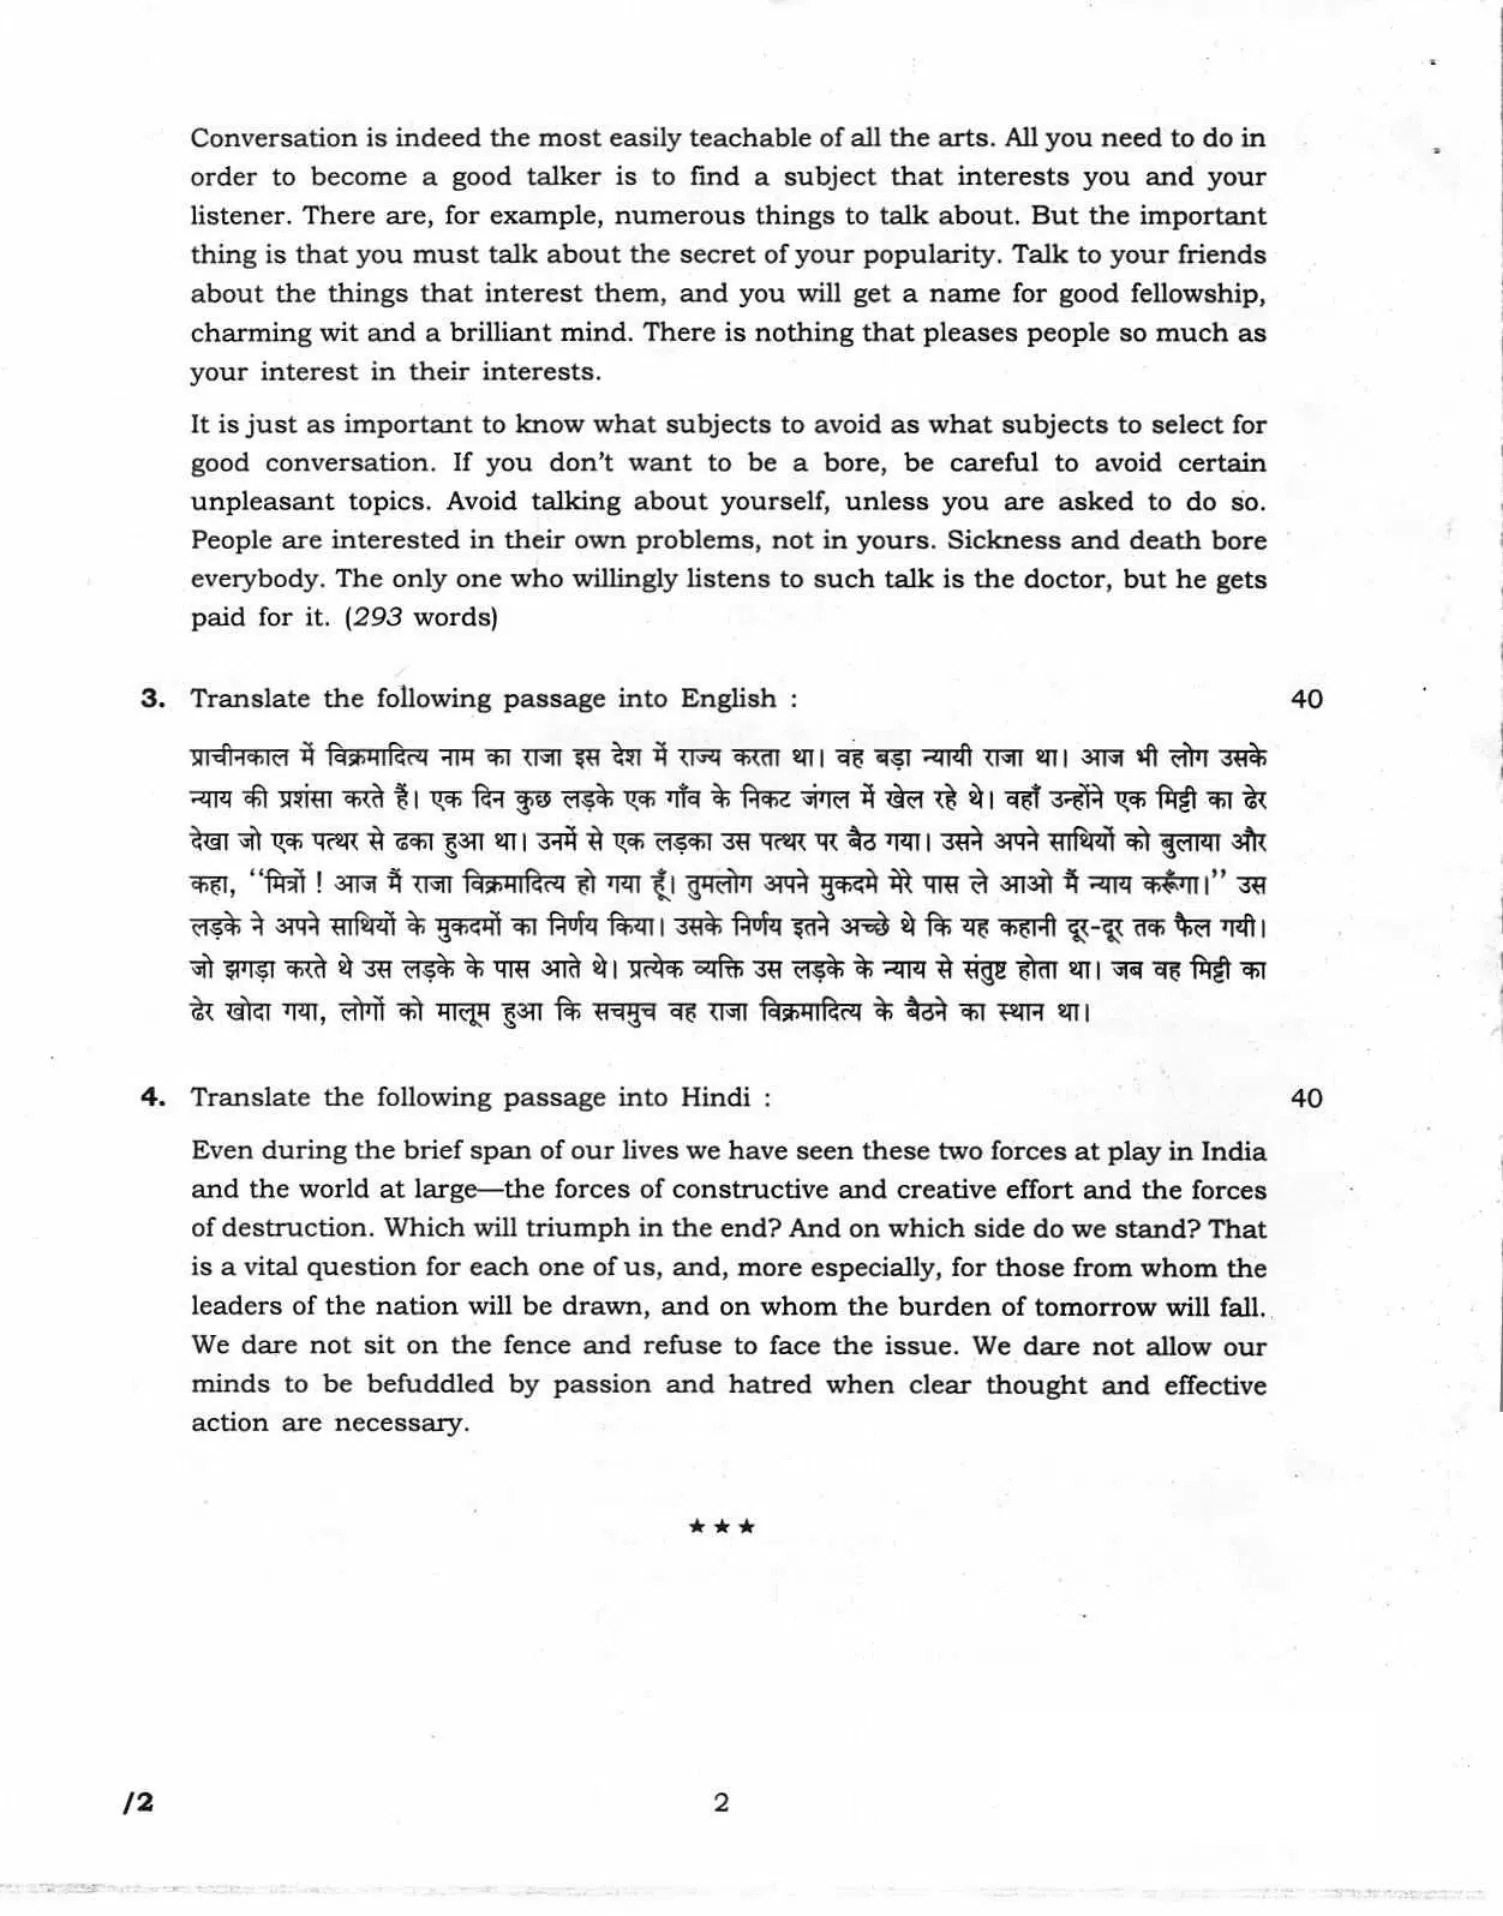 Conversation is indeed the most easily teachable of all the arts. All you need to do in
order to become a good talker is to find a subject that interests you and your
listener. There are, for example, numerous things to talk about. But the important
thing is that you must talk about the secret of your popularity. Talk to your friends
about the things that interest them, and you will get a name for good fellowship,
charming wit and a brilliant mind. There is nothing that pleases people so much as
your interest in their interests.
It is just as important to know what subjects to avoid as what subjects to select for
good conversation. If you don't want to be a bore, be careful to avoid certain
unpleasant topics. Avoid talking about yourself, unless you are asked to do so.
People are interested in their own problems, not in yours. Sickness and death bore
everybody. The only one who willingly listens to such talk is the doctor, but he gets
paid for it. (293 words)
3. Translate the following passage into English : 40
प्राचीनकाल में विक्रमादित्य नाम का राजा इस देश में राज्य करता था। वह बड़ा न्यायी राजा था। आज भी लोग उसके
न्याय की प्रशंसा करते हैं। एक दिन कुछ लड़के एक गाँव के निकट जंगल में खेल रहे थे। वहाँ उन्होंने एक मिट्टी का ढेर
देखा जो एक पत्थर से ढका हुआ था। उनमें से एक लड़का उस पत्थर पर बैठ गया। उसने अपने साथियों को बुलाया और
कहा, “मित्रों ! आज मैं राजा विक्रमादित्य हो गया हूँ। तुमलोग अपने मुकदमे मेरे पास ले आओ मैं न्याय करूँगा।” उस
लड़के ने अपने साथियों के मुकदमों का निर्णय किया। उसके निर्णय इतने अच्छे थे कि यह कहानी दूर-दूर तक फैल गयी।
जो झगड़ा करते थे उस लड़के के पास आते थे। प्रत्येक व्यक्ति उस लड़के के न्याय से संतुष्ट होता था। जब वह मिट्टी का
ढेर खोदा गया, लोगों को मालूम हुआ कि सचमुच वह राजा विक्रमादित्य के बैठने का स्थान था।
4. Translate the following passage into Hindi : 40
Even during the brief span of our lives we have seen these two forces at play in India
and the world at large—the forces of constructive and creative effort and the forces
of destruction. Which will triumph in the end? And on which side do we stand? That
is a vital question for each one of us, and, more especially, for those from whom the
leaders of the nation will be drawn, and on whom the burden of tomorrow will fall.
We dare not sit on the fence and refuse to face the issue. We dare not allow our
minds to be befuddled by passion and hatred when clear thought and effective
action are necessary.
★ ★ ★
/2 2